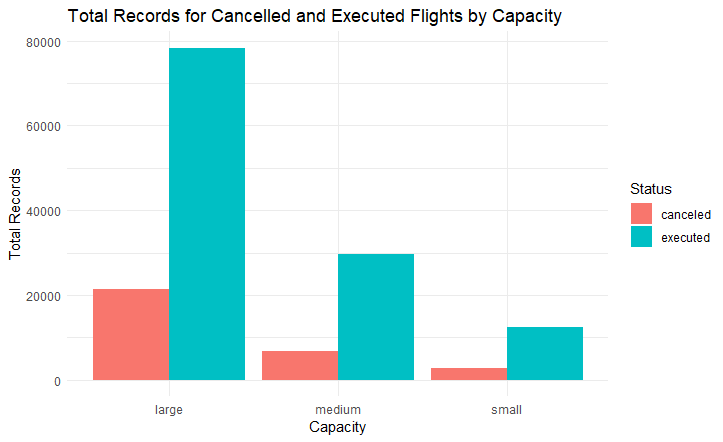 Total Records for Cancelled and Executed Flights by Capacity
80000
60000
40000
20000
0
Total Records
large
medium
small
Capacity
Status
canceled
executed